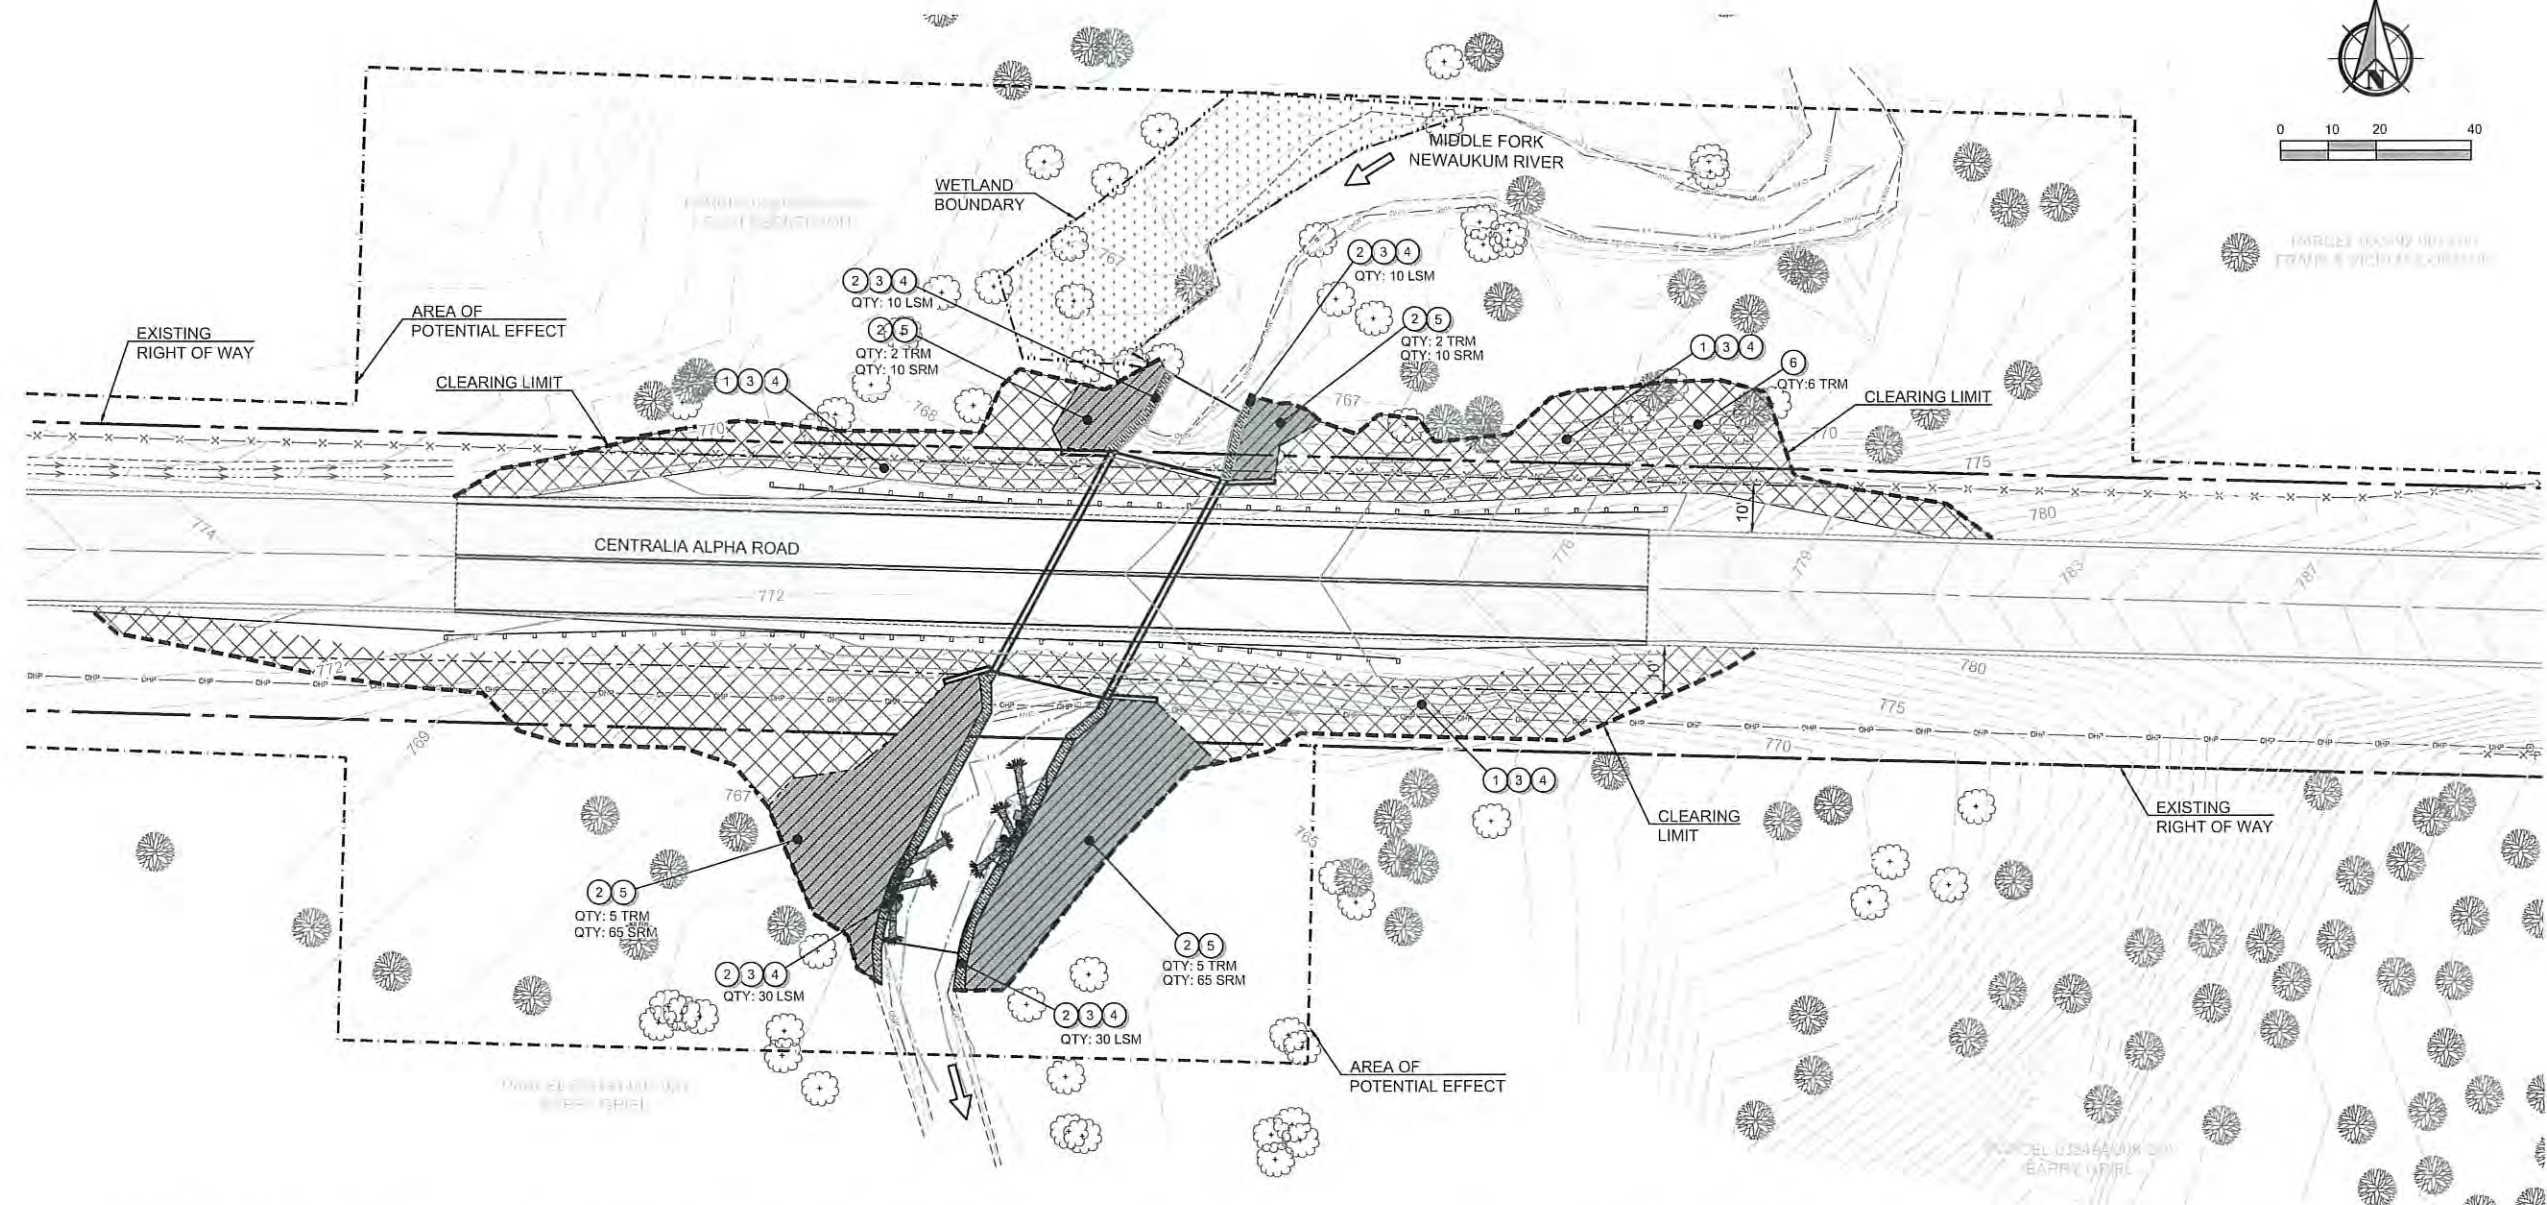 N
0 10 20 40
MIDDLE FORK
NEWAUKUM RIVER
WETLAND
BOUNDARY
767
2 3 4
QTY: 10 LSM
2 5
QTY: 2 TRM
QTY: 10 SRM
2 3 4
QTY: 10 LSM
2 5
QTY: 2 TRM
QTY: 10 SRM
AREA OF
POTENTIAL EFFECT
EXISTING
RIGHT OF WAY
CLEARING LIMIT
1 3 4
1 3 4
6
QTY:6 TRM
CLEARING LIMIT
768
770
767
770
775
780
10'
774
CENTRALIA ALPHA ROAD
772
776
779
783
787
772
10'
780
775
770
769
767
765
OHP OHP OHP OHP OHP OHP
1 3 4
CLEARING
LIMIT
EXISTING
RIGHT OF WAY
2 5
QTY: 5 TRM
QTY: 65 SRM
2 3 4
QTY: 30 LSM
2 5
QTY: 5 TRM
QTY: 65 SRM
2 3 4
QTY: 30 LSM
AREA OF
POTENTIAL EFFECT